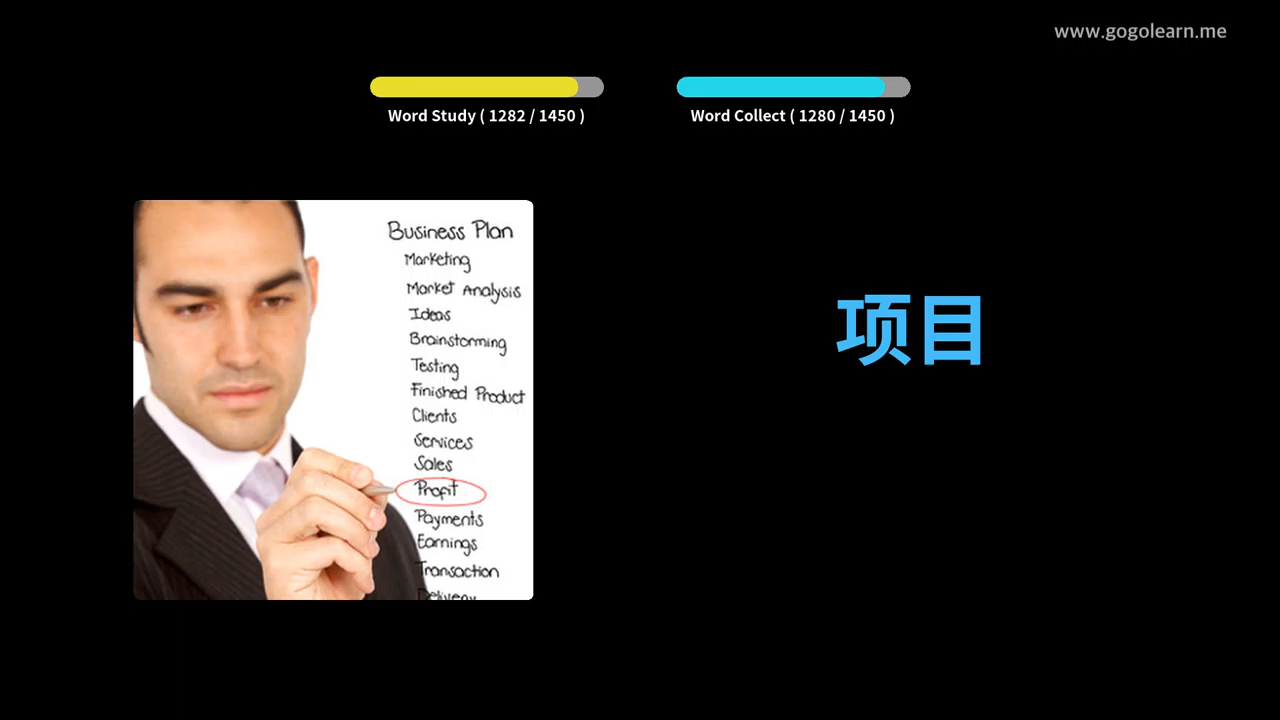 www.gogolearn.me
Word Study ( 1282 / 1450 )
Word Collect ( 1280 / 1450 )
Business Plan
Marketing
Market Analysis
Ideas
Brainstorming
Testing
Finished Product
Clients
Services
Sales
Profit
Payments
Earnings
Transaction
Delivery
项目